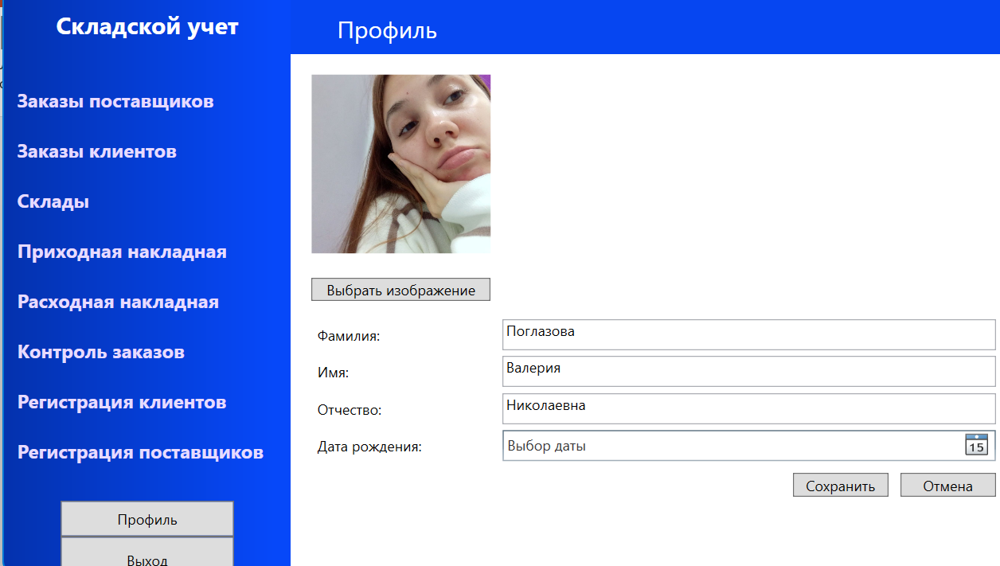 Складской учет
Профиль
Заказы поставщиков
Заказы клиентов
Склады
Приходная накладная
Расходная накладная
Контроль заказов
Регистрация клиентов
Регистрация поставщиков
Профиль
Выход
Выбрать изображение
Фамилия: Поглазова
Имя: Валерия
Отчество: Николаевна
Дата рождения: Выбор даты 15
Сохранить Отмена